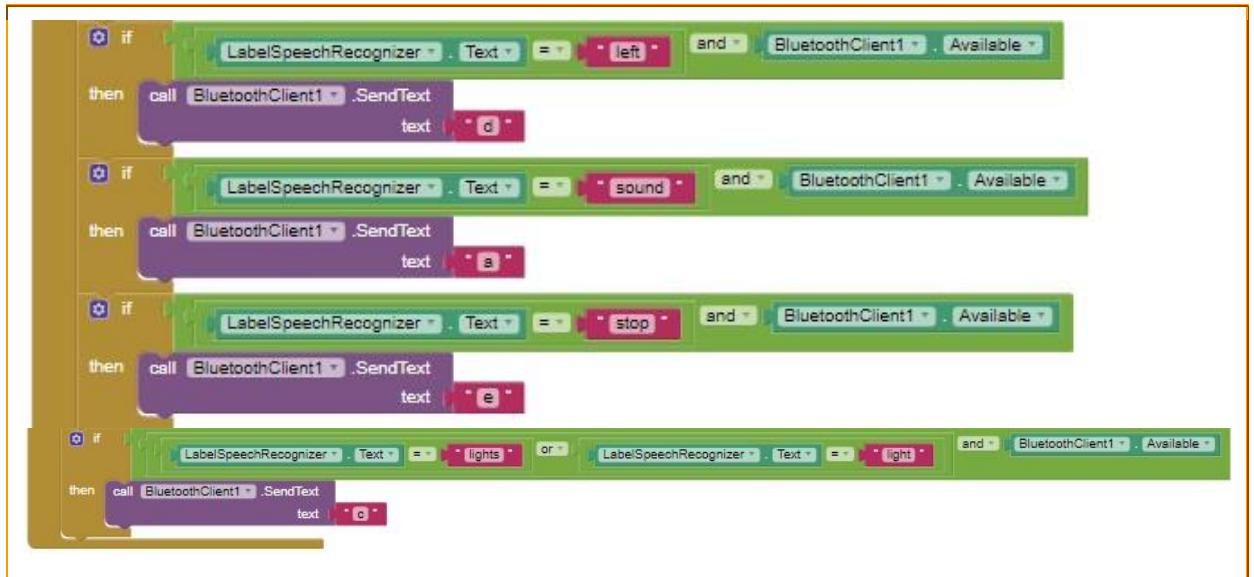 if LabelSpeechRecognizer . Text = " left " and BluetoothClient1 . Available
then call BluetoothClient1 .SendText
text " d "
if LabelSpeechRecognizer . Text = " sound " and BluetoothClient1 . Available
then call BluetoothClient1 .SendText
text " a "
if LabelSpeechRecognizer . Text = " stop " and BluetoothClient1 . Available
then call BluetoothClient1 .SendText
text " e "
if LabelSpeechRecognizer . Text = " lights " or LabelSpeechRecognizer . Text = " light " and BluetoothClient1 . Available
then call BluetoothClient1 .SendText
text " c "